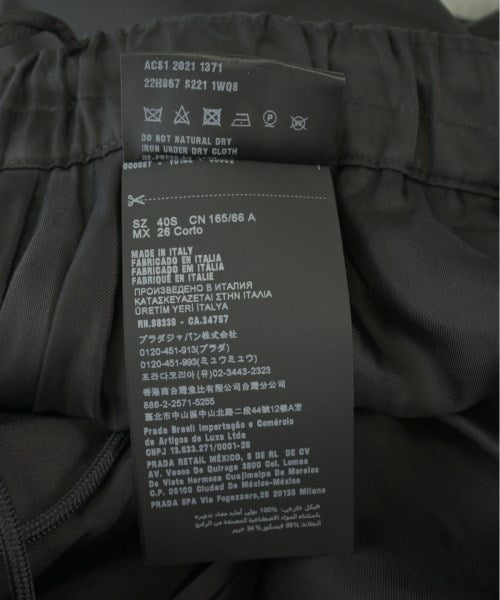 ACS1 2021 1371
22H867 S221 1WQ8
DO NOT NATURAL DRY
IRON UNDER DRY CLOTH
SZ 40S CN 165/66 A
MX 26 Corto
MADE IN ITALY
FABRICADO EN ITALIA
FABRICADO EM ITÁLIA
FABRIQUÉ EN ITALIE
ПРОИЗВЕДЕНО В ИТАЛИЯ
ΚΑΤΑΣΚΕΥΑΖΕΤΑΙ ΣΤΗΝ ΙΤΑΛΙΑ
ÜRETİM YERİ İTALYA
RN.98339 - CA.34767
プラダジャパン株式会社
0120-451-913(プラダ)
0120-451-993(ミュウミュウ)
프라다코리아 (유) 02-3443-2323
香港商台灣魚比有限公司台灣分公司
886-2-2571-5255
臺北市中山區中山北路二段44號12樓A室
Prada Brasil Importação e Comércio
de Artigos de Luxo Ltda
CNPJ 13.633.271/0001-26
PRADA RETAIL MÉXICO, S DE RL DE CV
AV. Vasco De Quiroga 3800 Col. Lomas
De Vista Hermosa Cuajimalpa De Morelos
C.P. 05100 Ciudad De MÉXICO
PRADA SPA Via Fogazzaro,28 20135 Milano